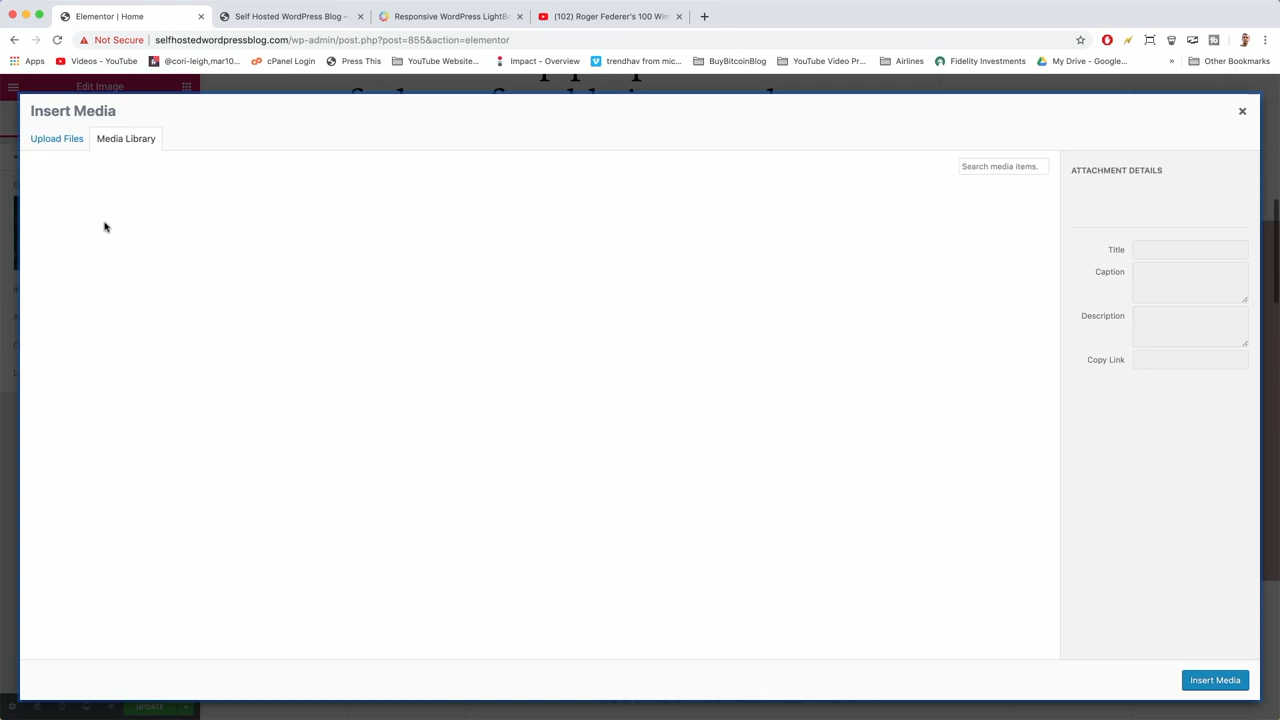 Elementor | Home
Self Hosted WordPress Blog –
Responsive WordPress LightBo
(102) Roger Federer's 100 Win
Not Secure
selfhostedwordpressblog.com/wp-admin/post.php?post=855&action=elementor
Apps
Videos - YouTube
@cori-leigh,mar10...
cPanel Login
Press This
YouTube Website...
Impact - Overview
trendhav from mic...
BuyBitcoinBlog
YouTube Video Pr...
Airlines
Fidelity Investments
My Drive - Google...
»
Other Bookmarks
Edit Image
Insert Media
Upload Files
Media Library
Search media items.
ATTACHMENT DETAILS
Title
Caption
Description
Copy Link
Insert Media
UPDATE